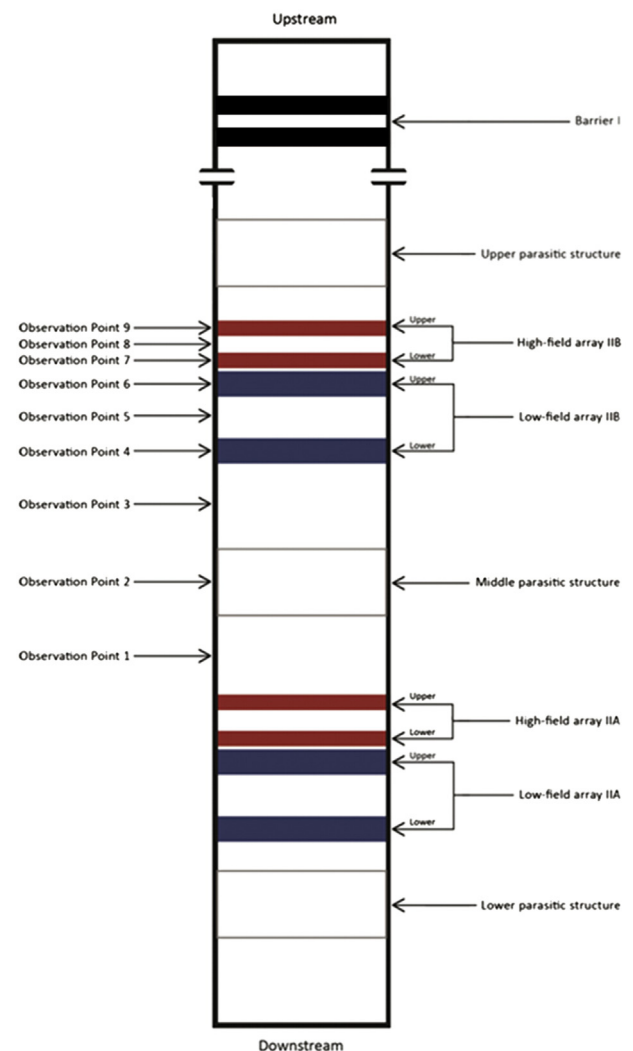 Upstream
Barrier I
Upper parasitic structure
Observation Point 9
Upper
Observation Point 8
High-field array IIB
Observation Point 7
Lower
Observation Point 6
Upper
Observation Point 5
Low-field array IIB
Observation Point 4
Lower
Observation Point 3
Observation Point 2
Middle parasitic structure
Observation Point 1
Upper
High-field array IIA
Lower
Upper
Low-field array IIA
Lower
Lower parasitic structure
Downstream